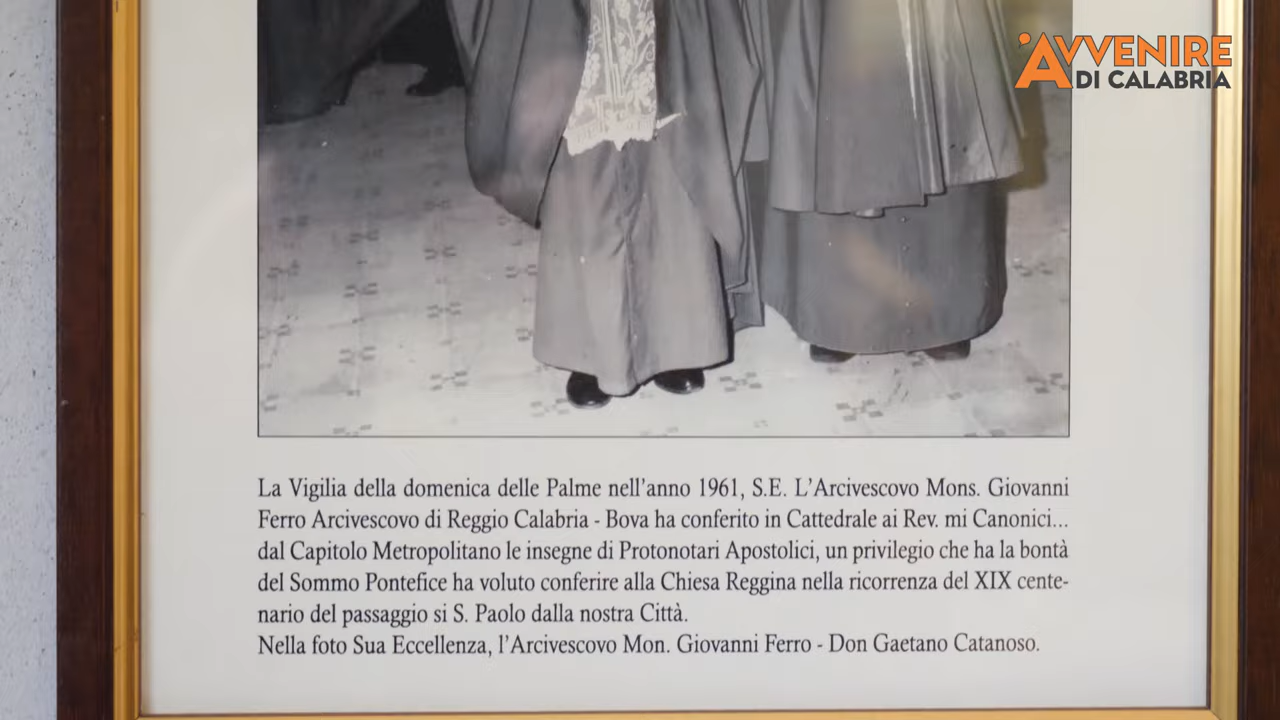 'AVVENIRE
DI CALABRIA
La Vigilia della domenica delle Palme nell'anno 1961, S.E. L'Arcivescovo Mons. Giovanni
Ferro Arcivescovo di Reggio Calabria - Bova ha conferito in Cattedrale ai Rev. mi Canonici...
dal Capitolo Metropolitano le insegne di Protonotari Apostolici, un privilegio che ha la bontà
del Sommo Pontefice ha voluto conferire alla Chiesa Reggina nella ricorrenza del XIX cente-
nario del passaggio si S. Paolo dalla nostra Città.
Nella foto Sua Eccellenza, l'Arcivescovo Mon. Giovanni Ferro - Don Gaetano Catanoso.